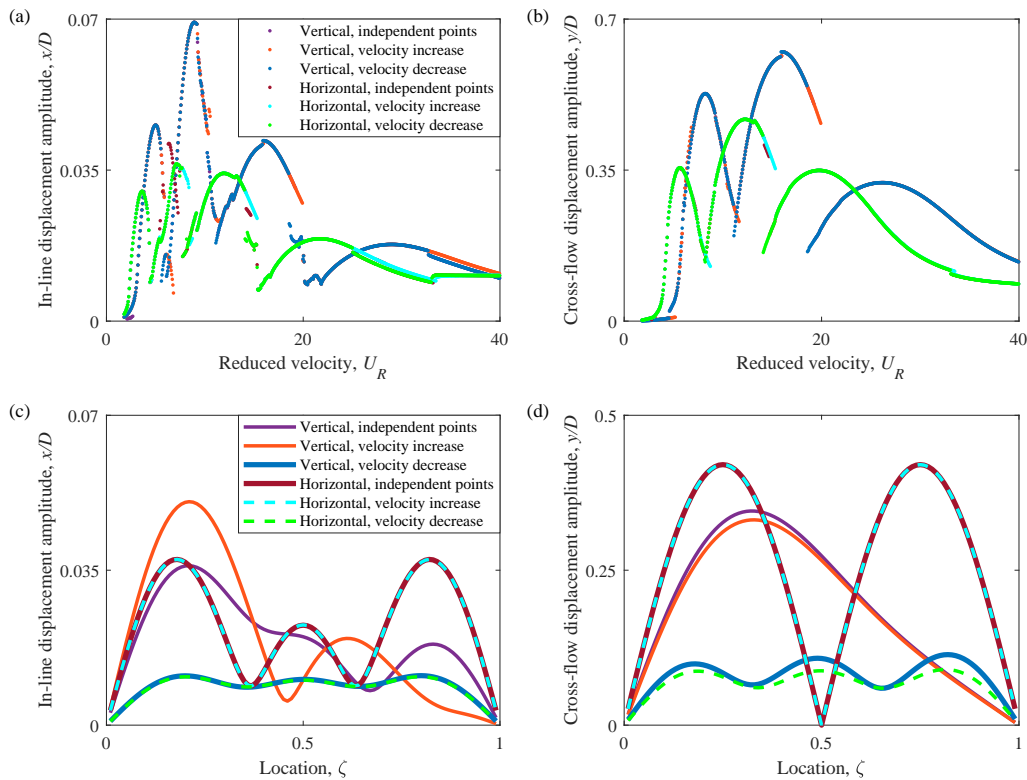 (a)
In-line displacement amplitude, x/D
0.07
0.035
0
Vertical, independent points
Vertical, velocity increase
Vertical, velocity decrease
Horizontal, independent points
Horizontal, velocity increase
Horizontal, velocity decrease
0
20
40
Reduced velocity, U_R
(b)
Cross-flow displacement amplitude, y/D
0.7
0.35
0
0
20
40
Reduced velocity, U_R
(c)
In-line displacement amplitude, x/D
0.07
0.035
0
Vertical, independent points
Vertical, velocity increase
Vertical, velocity decrease
Horizontal, independent points
Horizontal, velocity increase
Horizontal, velocity decrease
0
0.5
1
Location, ζ
(d)
Cross-flow displacement amplitude, y/D
0.5
0.25
0
0
0.5
1
Location, ζ